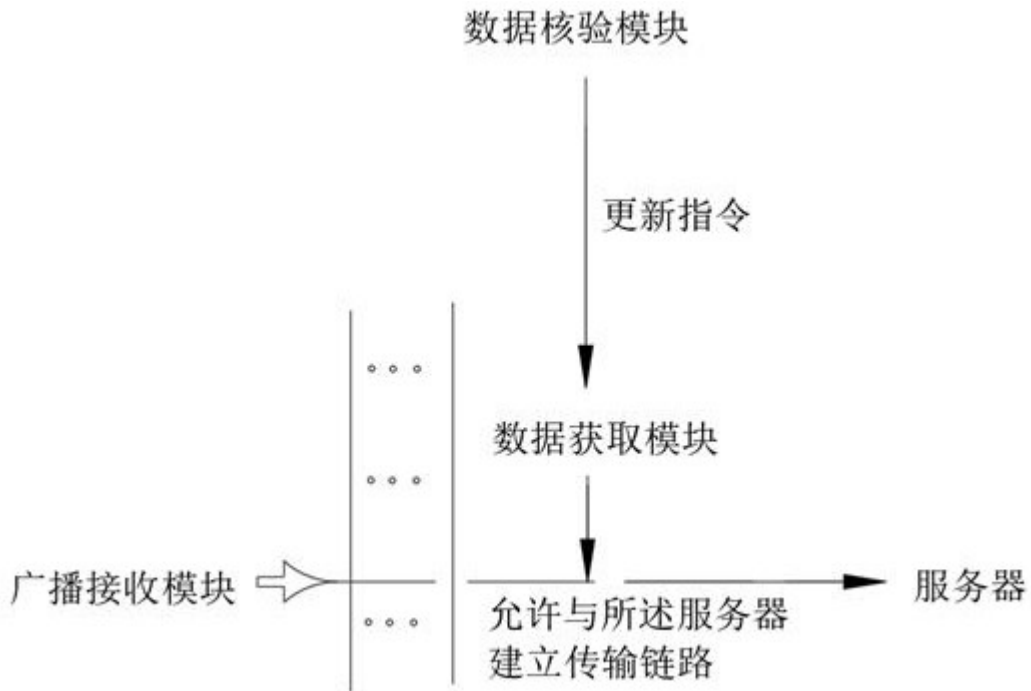 数据核验模块
更新指令
数据获取模块
广播接收模块
服务器
允许与所述服务器
建立传输链路